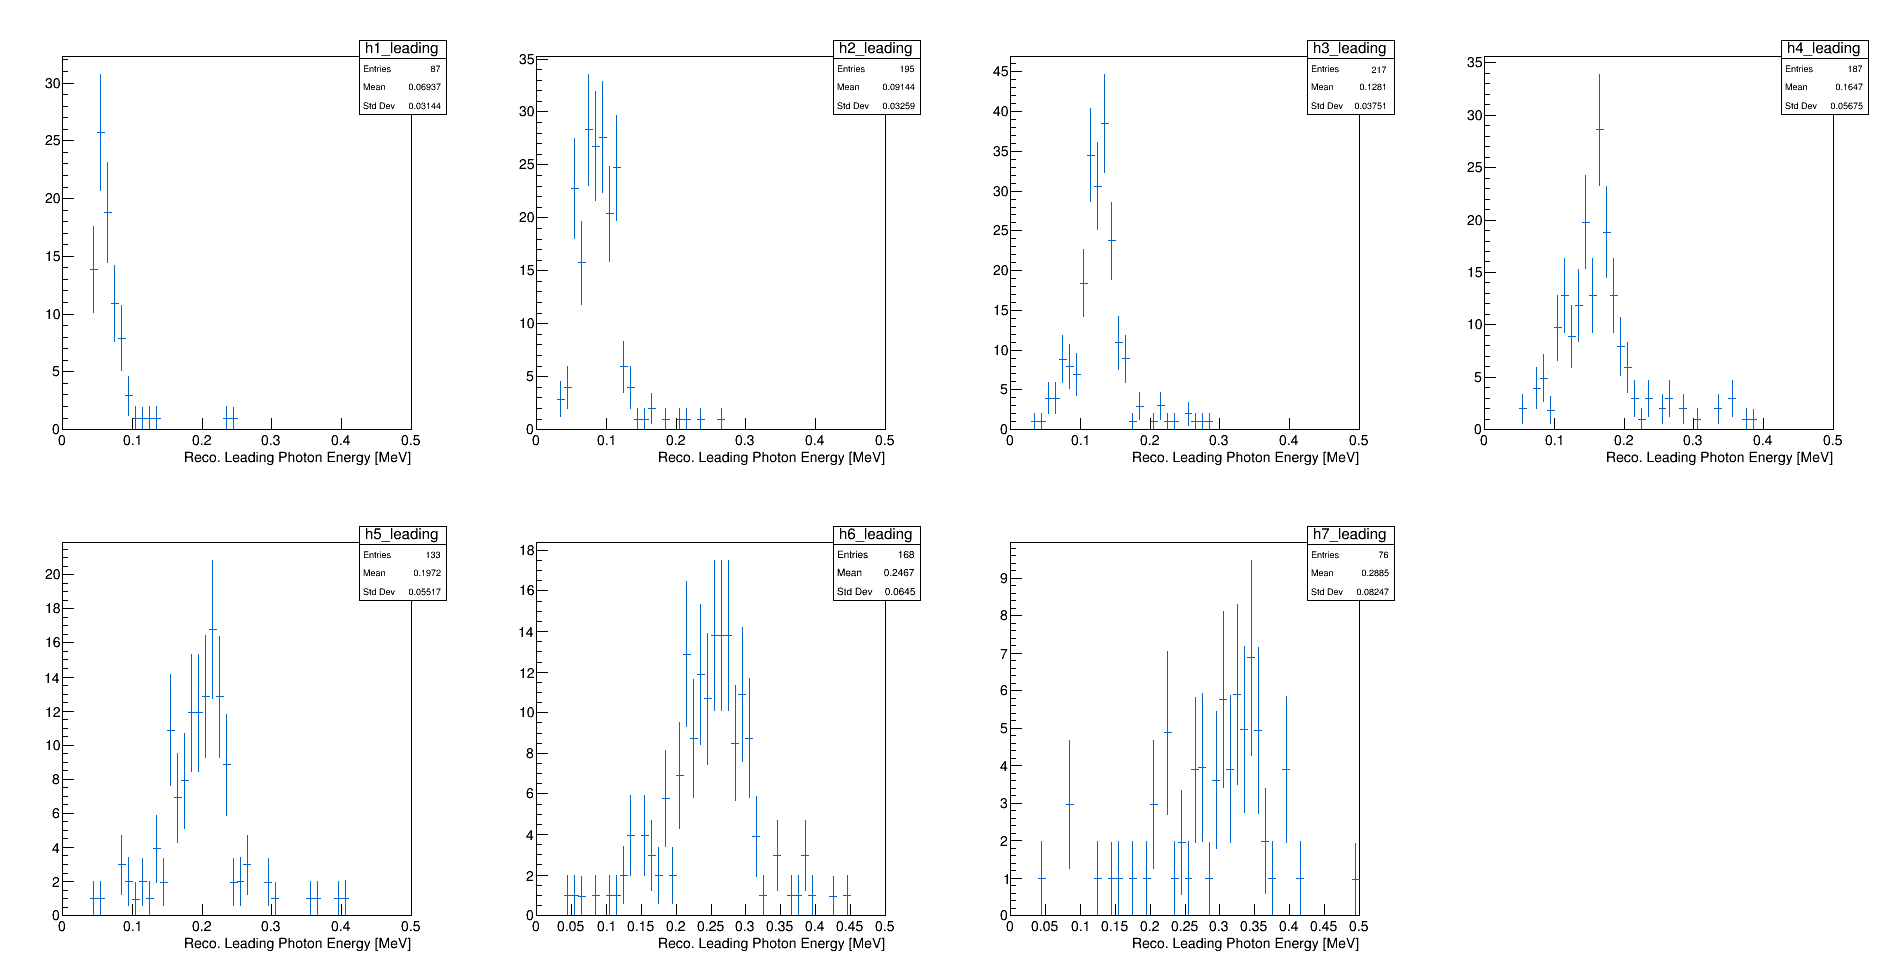 h1_leading
Entries 87
Mean 0.06937
Std Dev 0.03144
30
25
20
15
10
5
0
0 0.1 0.2 0.3 0.4 0.5
Reco. Leading Photon Energy [MeV]
h2_leading
Entries 195
Mean 0.09144
Std Dev 0.03259
35
30
25
20
15
10
5
0
0 0.1 0.2 0.3 0.4 0.5
Reco. Leading Photon Energy [MeV]
h3_leading
Entries 217
Mean 0.1281
Std Dev 0.03751
45
40
35
30
25
20
15
10
5
0
0 0.1 0.2 0.3 0.4 0.5
Reco. Leading Photon Energy [MeV]
h4_leading
Entries 187
Mean 0.1647
Std Dev 0.05675
35
30
25
20
15
10
5
0
0 0.1 0.2 0.3 0.4 0.5
Reco. Leading Photon Energy [MeV]
h5_leading
Entries 133
Mean 0.1972
Std Dev 0.05517
20
18
16
14
12
10
8
6
4
2
0
0 0.1 0.2 0.3 0.4 0.5
Reco. Leading Photon Energy [MeV]
h6_leading
Entries 168
Mean 0.2467
Std Dev 0.0645
18
16
14
12
10
8
6
4
2
0
0 0.05 0.1 0.15 0.2 0.25 0.3 0.35 0.4 0.45 0.5
Reco. Leading Photon Energy [MeV]
h7_leading
Entries 76
Mean 0.2885
Std Dev 0.08247
9
8
7
6
5
4
3
2
1
0
0 0.05 0.1 0.15 0.2 0.25 0.3 0.35 0.4 0.45 0.5
Reco. Leading Photon Energy [MeV]